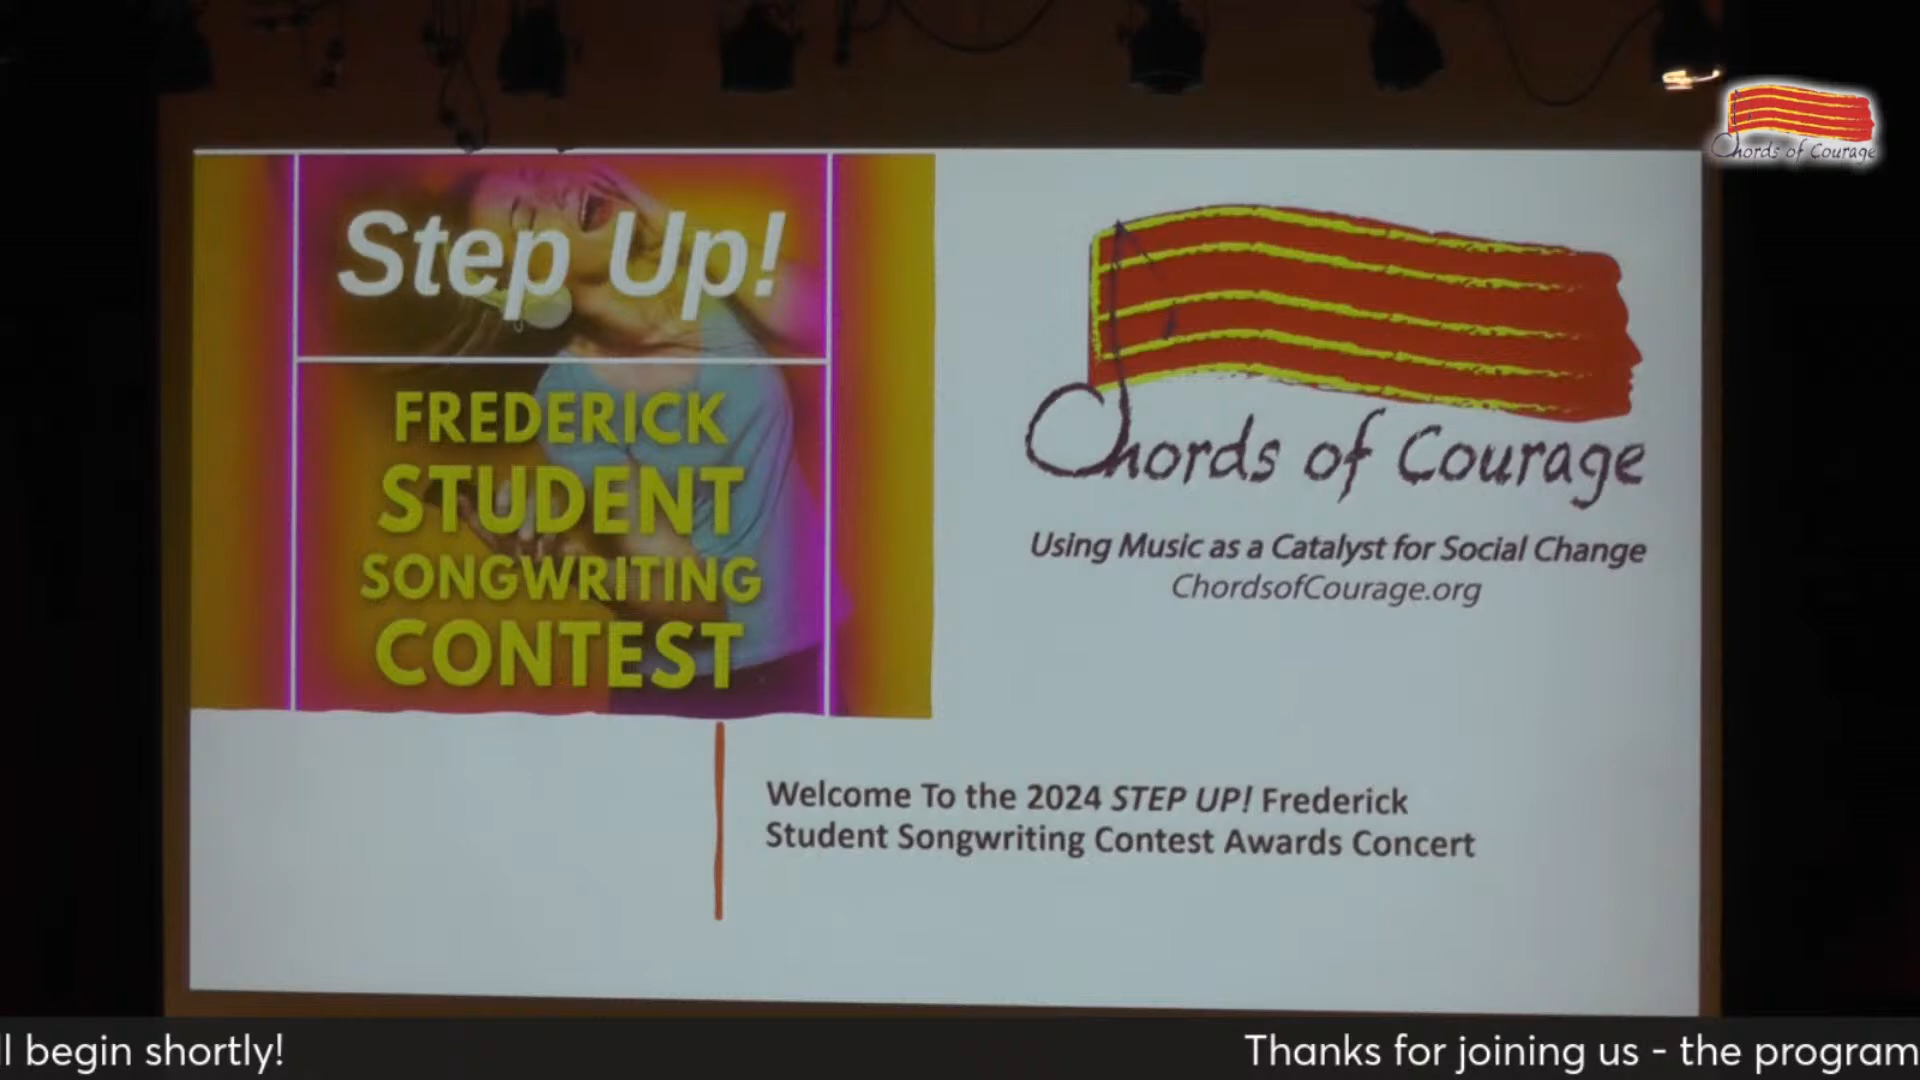 Chords of Courage
Step Up!
FREDERICK
STUDENT
SONGWRITING
CONTEST
Chords of Courage
Using Music as a Catalyst for Social Change
ChordsofCourage.org
Welcome To the 2024 STEP UP! Frederick
Student Songwriting Contest Awards Concert
ll begin shortly!
Thanks for joining us - the program